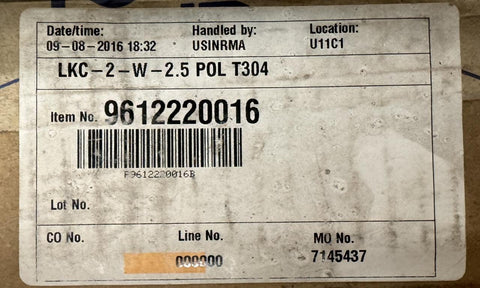 Date/time: Handled by: Location:
09-08-2016 18:32 USINRMA U11C1
LKC-2-W-2.5 POL T304
Item No. 9612220016
F9612220016B
Lot No.
CO No. Line No. MO No.
000000 7145437